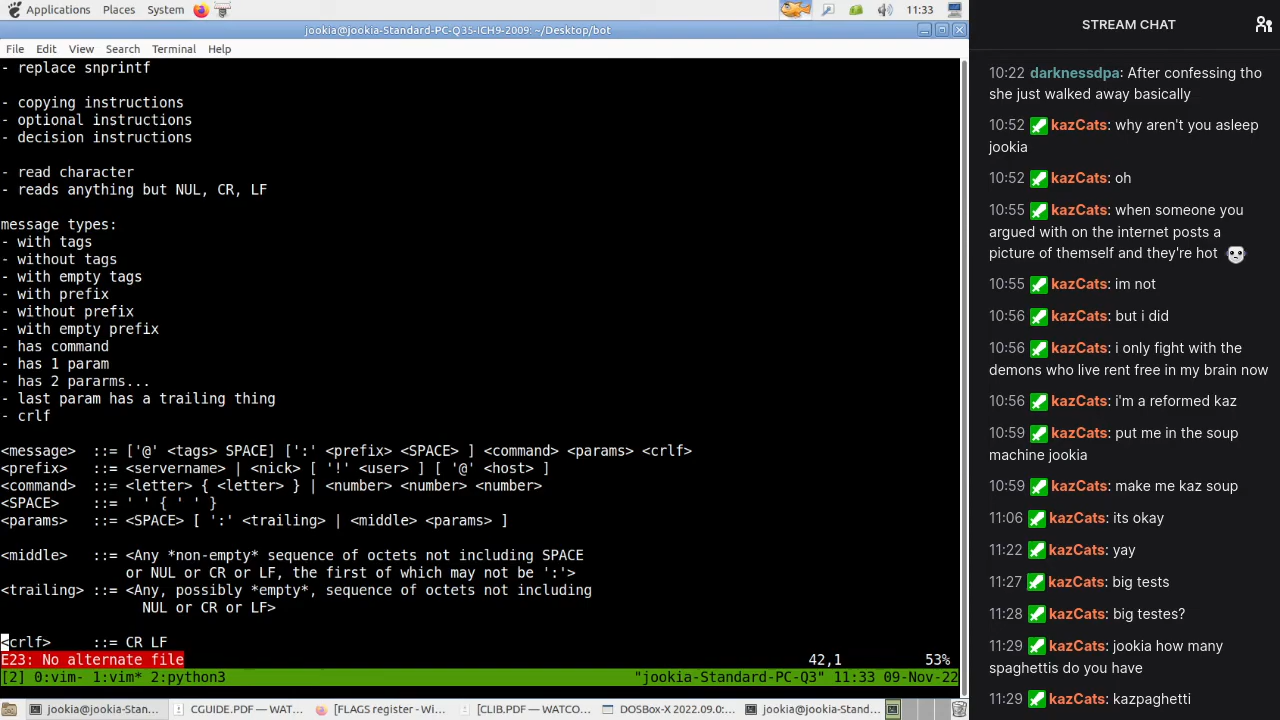 Applications Places System 11:33
jookia@jookia-Standard-PC-Q35-ICH9-2009: ~/Desktop/bot
File Edit View Search Terminal Help
- replace snprintf
- copying instructions
- optional instructions
- decision instructions
- read character
- reads anything but NUL, CR, LF
message types:
- with tags
- without tags
- with empty tags
- with prefix
- without prefix
- with empty prefix
- has command
- has 1 param
- has 2 pararms...
- last param has a trailing thing
- crlf
<message>  ::= ['@' <tags> SPACE] [':' <prefix> <SPACE> ] <command> <params> <crlf>
<prefix>   ::= <servername> | <nick> [ '!' <user> ] [ '@' <host> ]
<command>  ::= <letter> { <letter> } | <number> <number> <number>
<SPACE>    ::= ' ' { ' ' }
<params>   ::= <SPACE> [ ':' <trailing> | <middle> <params> ]
<middle>   ::= <Any *non-empty* sequence of octets not including SPACE
or NUL or CR or LF, the first of which may not be ':'>
<trailing> ::= <Any, possibly *empty*, sequence of octets not including
NUL or CR or LF>
<crlf>     ::= CR LF
E23: No alternate file 42,1 53%
[2] 0:vim- 1:vim* 2:python3 "jookia-Standard-PC-Q3" 11:33 09-Nov-22
jookia@jookia-Stan... CGUIDE.PDF — WAT... [FLAGS register - Wi... [CLIB.PDF — WATCO... DOSBox-X 2022.09.0:... jookia@jookia-Stand...
STREAM CHAT
10:22 darknessdpa: After confessing tho
she just walked away basically
10:52 kazCats: why aren't you asleep
jookia
10:52 kazCats: oh
10:55 kazCats: when someone you
argued with on the internet posts a
picture of themself and they're hot
10:55 kazCats: im not
10:56 kazCats: but i did
10:56 kazCats: i only fight with the
demons who live rent free in my brain now
10:56 kazCats: i'm a reformed kaz
10:59 kazCats: put me in the soup
machine jookia
10:59 kazCats: make me kaz soup
11:06 kazCats: its okay
11:22 kazCats: yay
11:27 kazCats: big tests
11:28 kazCats: big testes?
11:29 kazCats: jookia how many
spaghettis do you have
11:29 kazCats: kazpaghetti